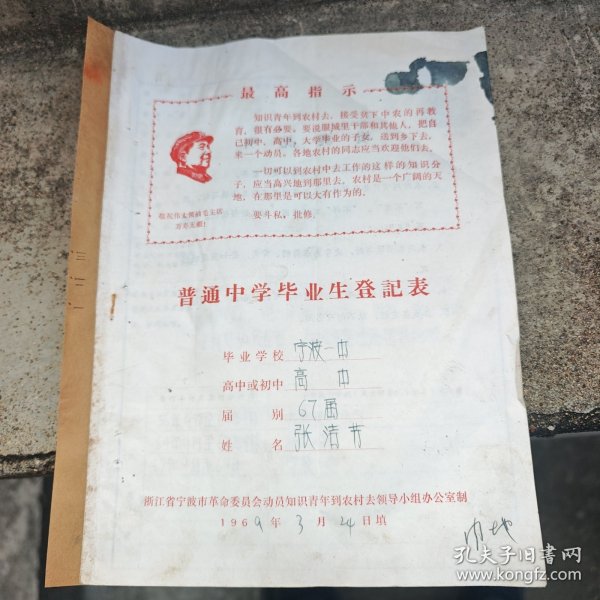 最高指示
知识青年到农村去，接受贫下中农的再教
育，很有必要。要说服城里干部和其他人，把自
己初中、高中、大学毕业的子女，送到乡下去，
来一个动员。各地农村的同志应当欢迎他们去。
一切可以到农村中去工作的这样的知识分
子，应当高兴地到那里去。农村是一个广阔的天
地，在那里是可以大有作为的。
要斗私，批修。
敬祝伟大领袖毛主席
万寿无疆！
普通中学毕业生登記表
毕业学校 宁波一中
高中或初中 高中
届别 67届
姓名 张清芳
浙江省宁波市革命委员会动员知识青年到农村去领导小组办公室制
1969年3月24日填
内地
孔夫子旧书网
www.kongfz.com